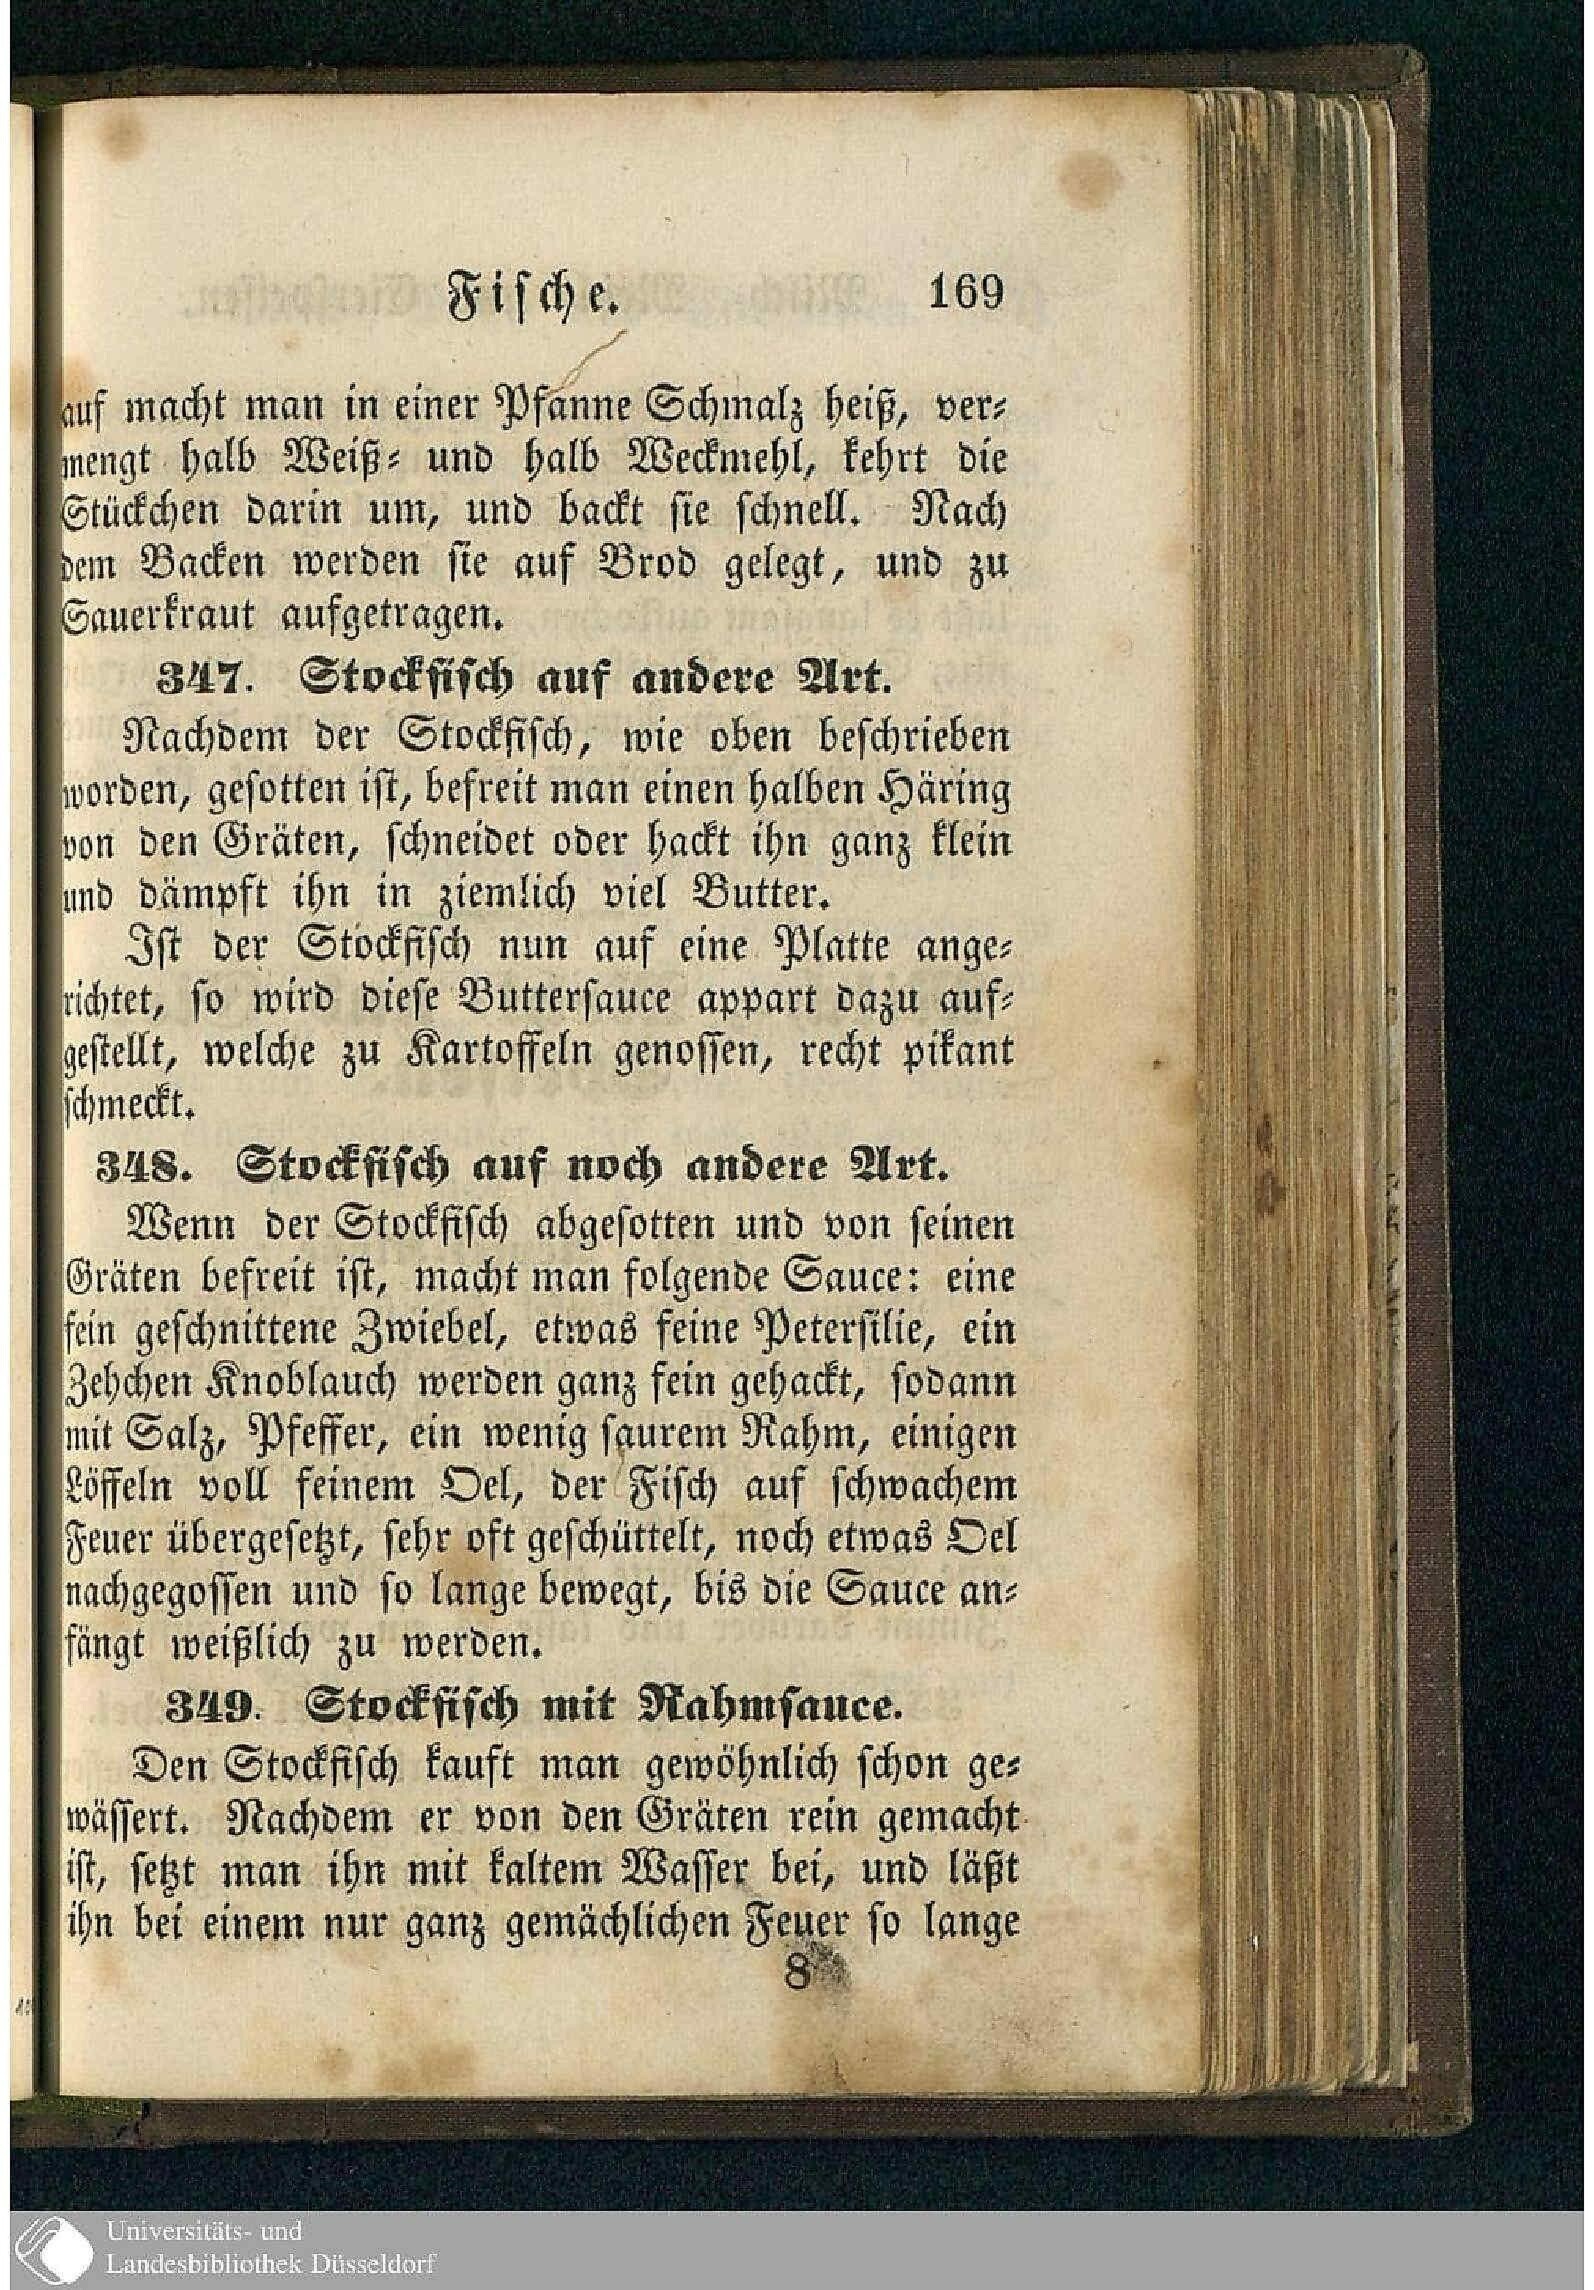 Fische. 169
auf macht man in einer Pfanne Schmalz heiß, ver-
mengt halb Weiß- und halb Weckmehl, kehrt die
Stückchen darin um, und backt sie schnell. Nach
dem Backen werden sie auf Brod gelegt, und zu
Sauerkraut aufgetragen.
347. Stockfisch auf andere Art.
Nachdem der Stockfisch, wie oben beschrieben
worden, gesotten ist, befreit man einen halben Häring
von den Gräten, schneidet oder hackt ihn ganz klein
und dämpft ihn in ziemlich viel Butter.
Ist der Stockfisch nun auf eine Platte ange-
richtet, so wird diese Buttersauce appart dazu auf-
gestellt, welche zu Kartoffeln genossen, recht pikant
schmeckt.
348. Stockfisch auf noch andere Art.
Wenn der Stockfisch abgesotten und von seinen
Gräten befreit ist, macht man folgende Sauce: eine
fein geschnittene Zwiebel, etwas feine Petersilie, ein
Zehchen Knoblauch werden ganz fein gehackt, sodann
mit Salz, Pfeffer, ein wenig saurem Rahm, einigen
Löffeln voll feinem Oel, der Fisch auf schwachem
Feuer übergesetzt, sehr oft geschüttelt, noch etwas Oel
nachgegossen und so lange bewegt, bis die Sauce an-
fängt weißlich zu werden.
349. Stockfisch mit Rahmsauce.
Den Stockfisch kauft man gewöhnlich schon ge-
wässert. Nachdem er von den Gräten rein gemacht
ist, setzt man ihn mit kaltem Wasser bei, und läßt
ihn bei einem nur ganz gemächlichen Feuer so lange
8
Universitäts- und
Landesbibliothek Düsseldorf